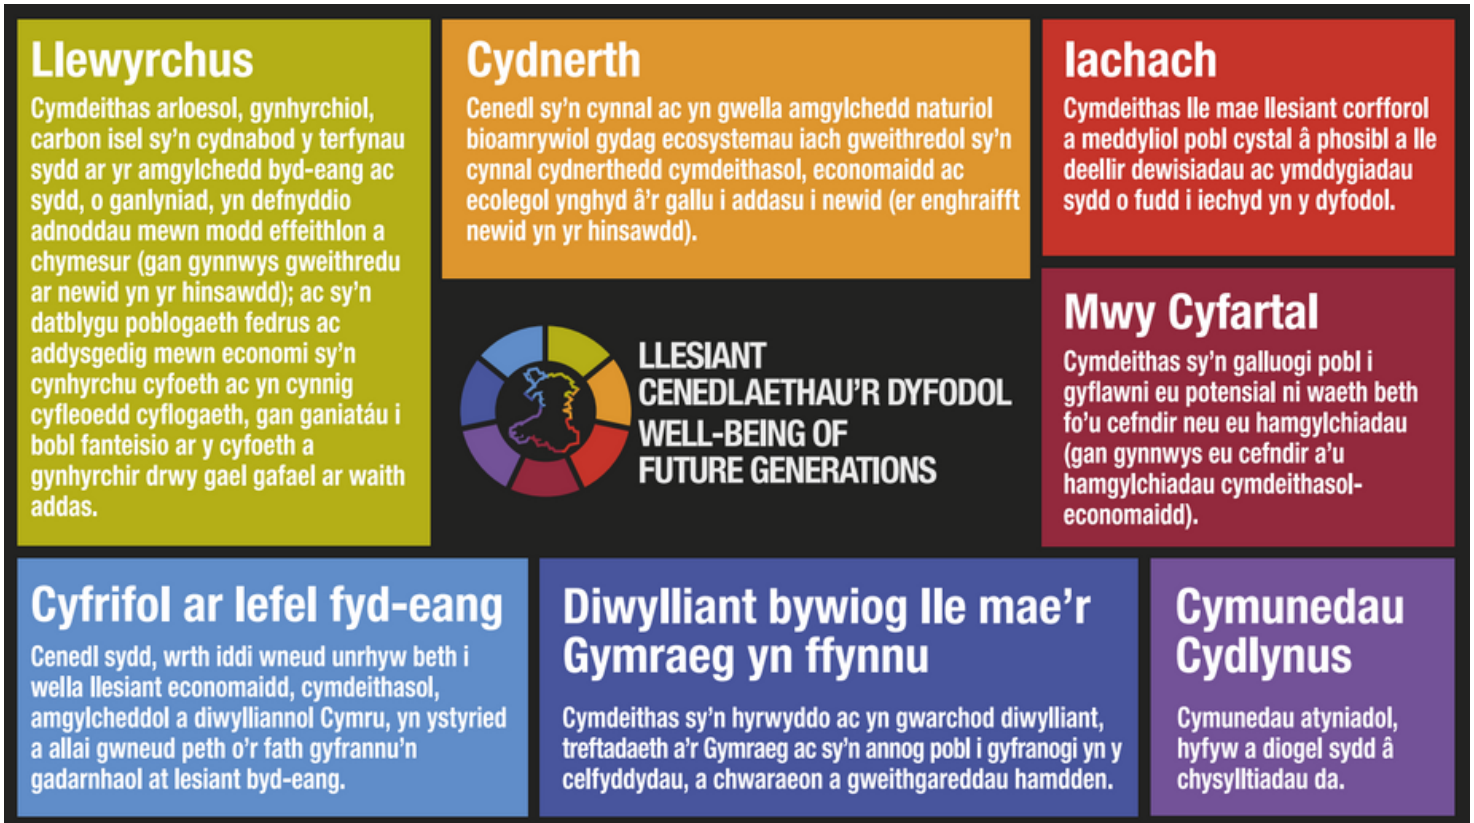 Llewyrchus
Cymdeithas arloesol, gynhyrchiol,
carbon isel sy'n cydnabod y terfynau
sydd ar yr amgylchedd byd-eang ac
sydd, o ganlyniad, yn defnyddio
adnoddau mewn modd effeithlon a
chymesur (gan gynnwys gweithredu
ar newid yn yr hinsawdd); ac sy'n
datblygu poblogaeth fedrus ac
addysgedig mewn economi sy'n
cynhyrchu cyfoeth ac yn cynnig
cyfleoedd cyflogaeth, gan ganiatáu i
bobl fanteisio ar y cyfoeth a
gynhyrchir drwy gael gafael ar waith
addas.
Cydnerth
Cenedl sy'n cynnal ac yn gwella amgylchedd naturiol
bioamrywiol gydag ecosystemau iach gweithredol sy'n
cynnal cydnerthedd cymdeithasol, economaidd ac
ecolegol ynghyd â'r gallu i addasu i newid (er enghraifft
newid yn yr hinsawdd).
Iachach
Cymdeithas lle mae llesiant corfforol
a meddyliol pobl cystal â phosibl a lle
deellir dewisiadau ac ymddygiadau
sydd o fudd i iechyd yn y dyfodol.
LLESIANT
CENEDLAETHAU'R DYFODOL
WELL-BEING OF
FUTURE GENERATIONS
Mwy Cyfartal
Cymdeithas sy'n galluogi pobl i
gyflawni eu potensial ni waeth beth
fo'u cefndir neu eu hamgylchiadau
(gan gynnwys eu cefndir a'u
hamgylchiadau cymdeithasol-
economaidd).
Cyfrifol ar lefel fyd-eang
Cenedl sydd, wrth iddi wneud unrhyw beth i
wella llesiant economaidd, cymdeithasol,
amgylcheddol a diwylliannol Cymru, yn ystyried
a allai gwneud peth o'r fath gyfrannu'n
gadarnhaol at lesiant byd-eang.
Diwylliant bywiog lle mae'r
Gymraeg yn ffynnu
Cymdeithas sy'n hyrwyddo ac yn gwarchod diwylliant,
treftadaeth a'r Gymraeg ac sy'n annog pobl i gyfranogi yn y
celfyddydau, a chwaraeon a gweithgareddau hamdden.
Cymunedau
Cydlynus
Cymunedau atyniadol,
hyfyw a diogel sydd â
chysylltiadau da.